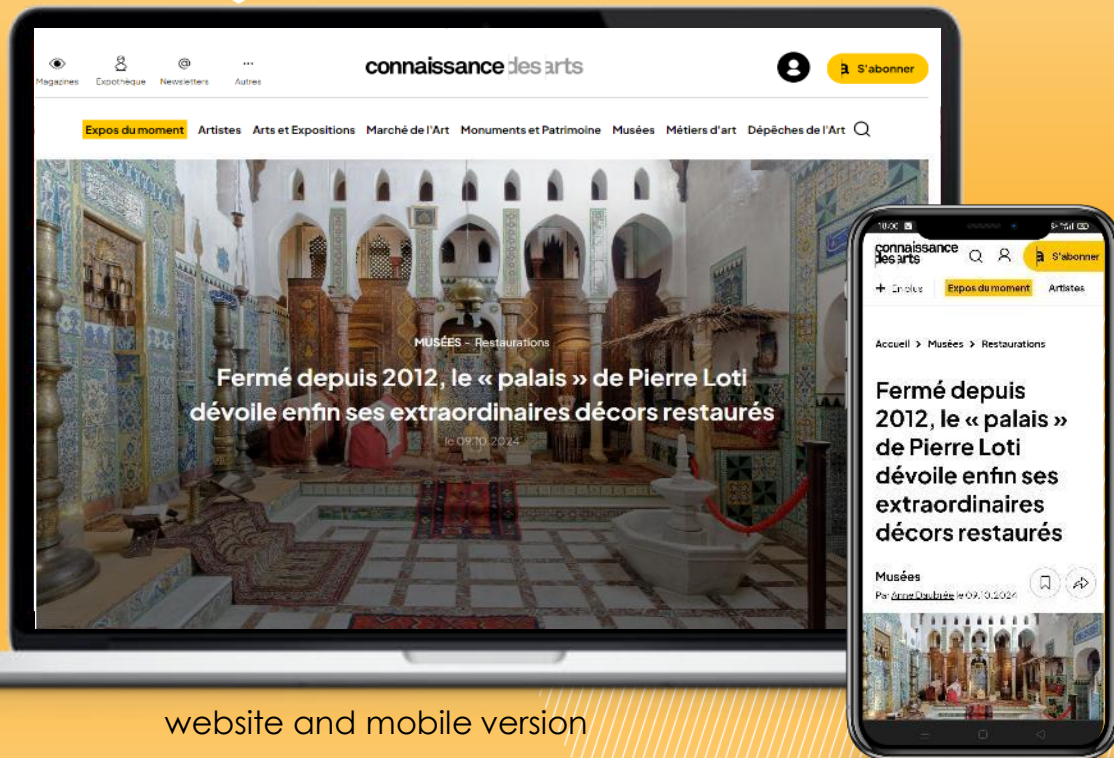 Magazines Expothèque Newsletters Autres
connaissance des arts
a S'abonner
Expos du moment Artistes Arts et Expositions Marché de l'Art Monuments et Patrimoine Musées Métiers d'art Dépêches de l'Art
MUSÉES - Restaurations
Fermé depuis 2012, le « palais » de Pierre Loti
dévoile enfin ses extraordinaires décors restaurés
le 09.10.2024
connaissance
des arts
a S'abonner
+ En plus Expos du moment Artistes
Accueil > Musées > Restaurations
Fermé depuis
2012, le « palais »
de Pierre Loti
dévoile enfin ses
extraordinaires
décors restaurés
Musées
Par Anne Daubrée le 09.10.2024
website and mobile version